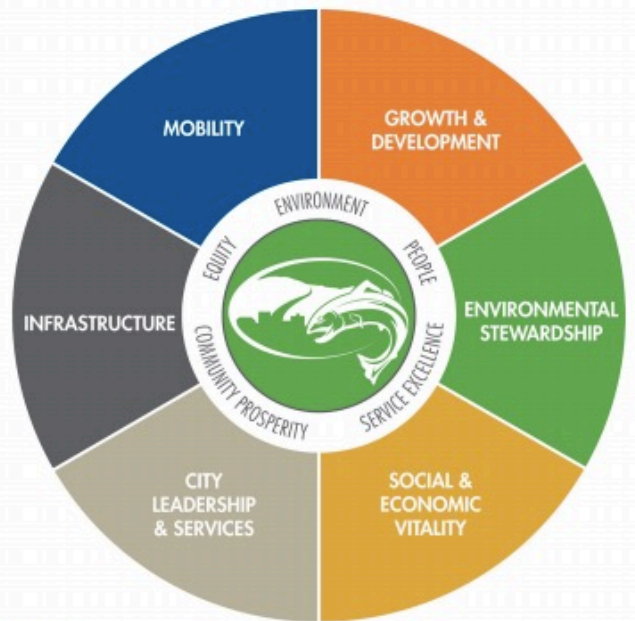 MOBILITY
GROWTH &
DEVELOPMENT
ENVIRONMENTAL
STEWARDSHIP
SOCIAL &
ECONOMIC
VITALITY
CITY
LEADERSHIP
& SERVICES
INFRASTRUCTURE
ENVIRONMENT
PEOPLE
SERVICE EXCELLENCE
COMMUNITY PROSPERITY
EQUITY